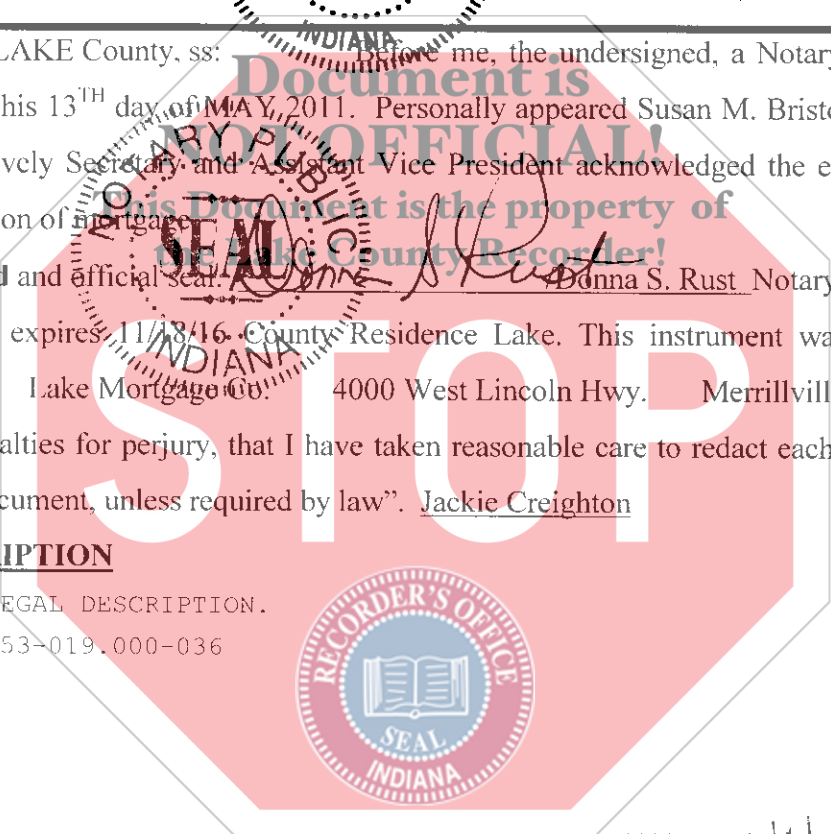 INDIANA
LAKE County, ss: Before me, the undersigned, a Notary
his 13TH day of MAY, 2011. Personally appeared Susan M. Bristo
vely Secretary and Assistant Vice President acknowledged the e
on of mortgage.
d and official seal. Donna S Rust Donna S. Rust Notary
expires 11/18/16 County Residence Lake. This instrument wa
Lake Mortgage Co. 4000 West Lincoln Hwy. Merrillvill
alties for perjury, that I have taken reasonable care to redact each
cument, unless required by law”. Jackie Creighton
IPTION
EGAL DESCRIPTION.
53-019.000-036
Document is
NOT OFFICIAL!
This Document is the property of
the Lake County Recorder!
NOTARY PUBLIC
SEAL
INDIANA
STOP
RECORDER'S OFFICE
SEAL
INDIANA